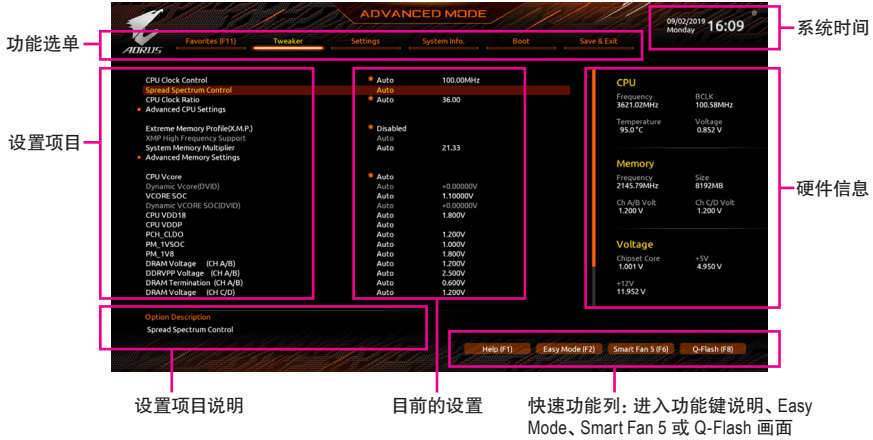 ADVANCED MODE
09/02/2019 Monday 16:09
系统时间
功能选单
AORUS
Favorites (F11) Tweaker Settings System Info. Boot Save & Exit
设置项目
CPU Clock Control Auto 100.00MHz
Spread Spectrum Control Auto
CPU Clock Ratio Auto 36.00
Advanced CPU Settings
Extreme Memory Profile(X.M.P.) Disabled
XMP High Frequency Support Auto
System Memory Multiplier Auto 21.33
Advanced Memory Settings
CPU Vcore Auto
Dynamic Vcore(DVID) Auto +0.00000V
VCORE SOC Auto 1.10000V
Dynamic VCORE SOC(DVID) Auto +0.00000V
CPU VDD18 Auto 1.800V
CPU VDDP Auto
PCH_CLDO Auto 1.200V
PM_1VSOC Auto 1.000V
PM_1V8 Auto 1.800V
DRAM Voltage (CH A/B) Auto 1.200V
DDRVPP Voltage (CH A/B) Auto 2.500V
DRAM Termination (CH A/B) Auto 0.600V
DRAM Voltage (CH C/D) Auto 1.200V
CPU
Frequency BCLK
3621.02MHz 100.58MHz
Temperature Voltage
95.0 °C 0.852 V
Memory
Frequency Size
2145.79MHz 8192MB
Ch A/B Volt Ch C/D Volt
1.200 V 1.200 V
Voltage
Chipset Core +5V
1.001 V 4.950 V
+12V
11.952 V
硬件信息
Option Description
Spread Spectrum Control
Help (F1) Easy Mode (F2) Smart Fan 5 (F6) Q-Flash (F8)
设置项目说明
目前的设置
快速功能列: 进入功能键说明、Easy
Mode、Smart Fan 5 或 Q-Flash 画面